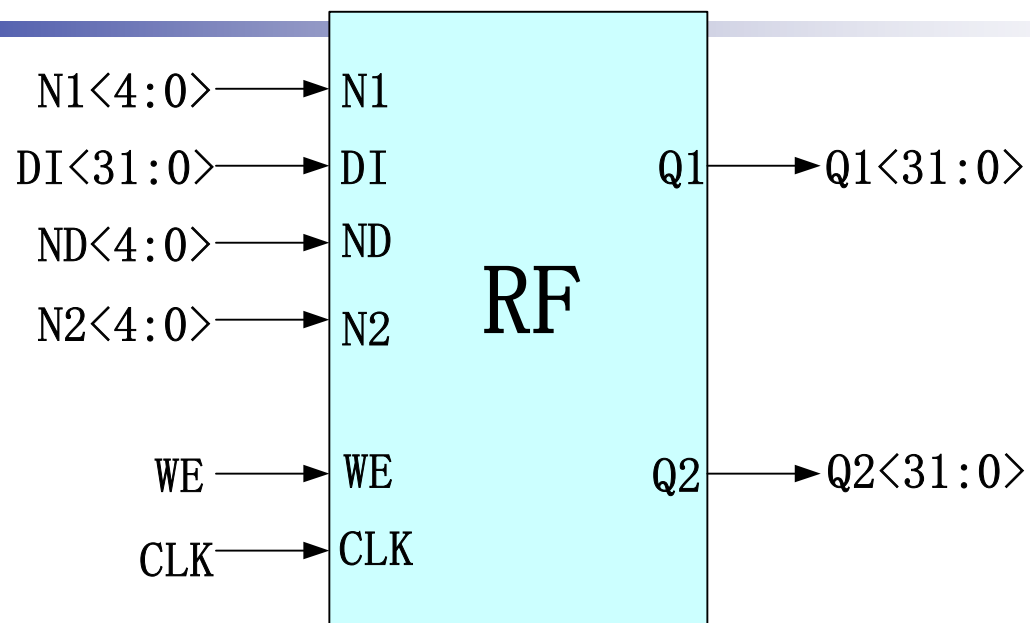 N1<4:0>
DI<31:0>
ND<4:0>
N2<4:0>
WE
CLK
N1
DI
ND
N2
WE
CLK
RF
Q1
Q2
Q1<31:0>
Q2<31:0>